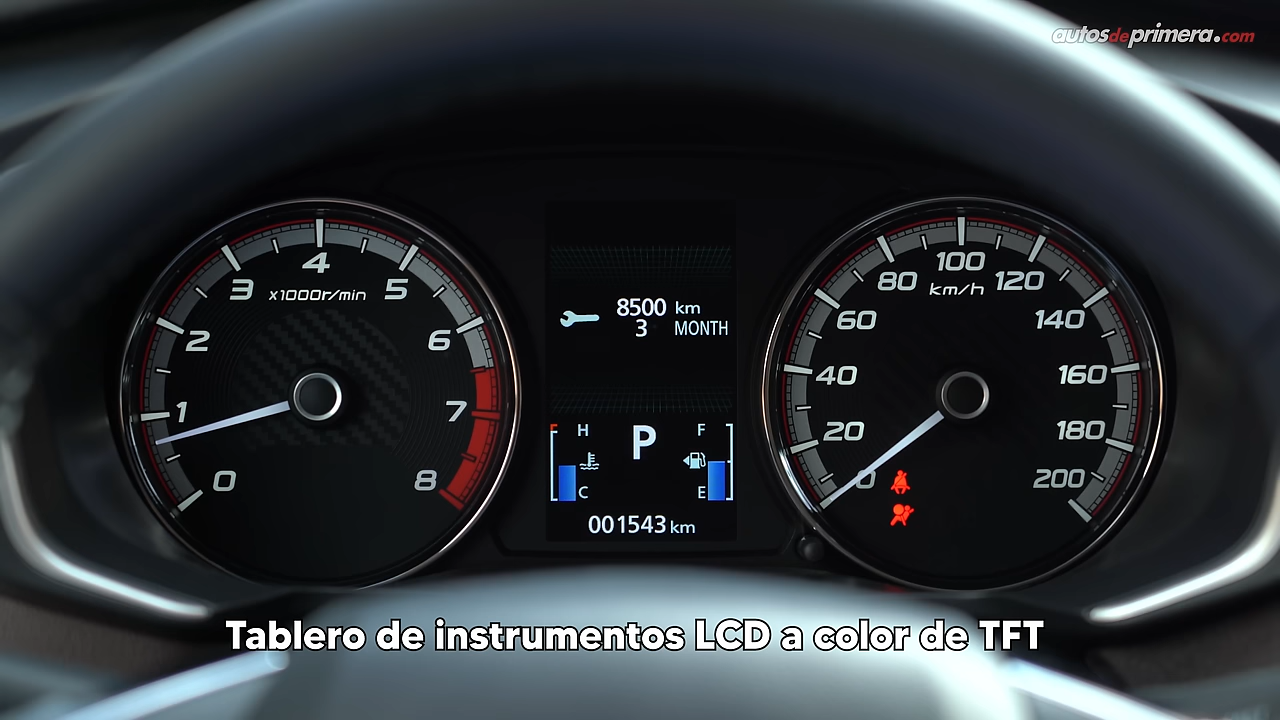 autosdeprimera.com
4
3 x1000r/min 5
2 6
1 7
0 8
8500 km
3 MONTH
H P F
C E
001543 km
100
80 km/h 120
60 140
40 160
20 180
0 200
Tablero de instrumentos LCD a color de TFT